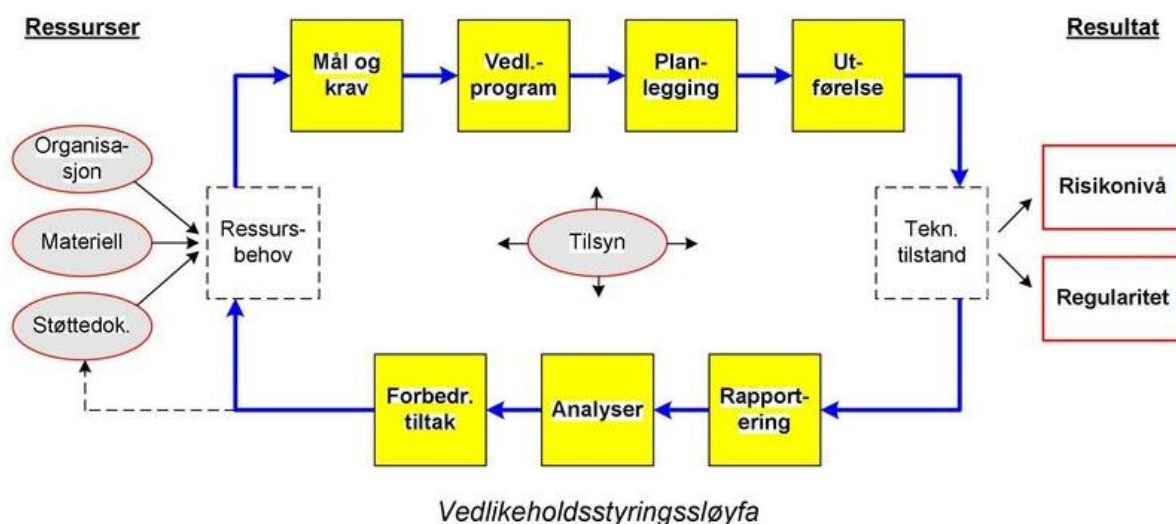 Ressurser
Resultat
Mål og
krav
Vedl.-
program
Plan-
legging
Ut-
førelse
Organisa-
sjon
Materiell
Støttedok.
Ressurs-
behov
Tilsyn
Tekn.
tilstand
Risikonivå
Regularitet
Forbedr.
tiltak
Analyser
Rapport-
ering
Vedlikeholdsstyringssløyfa